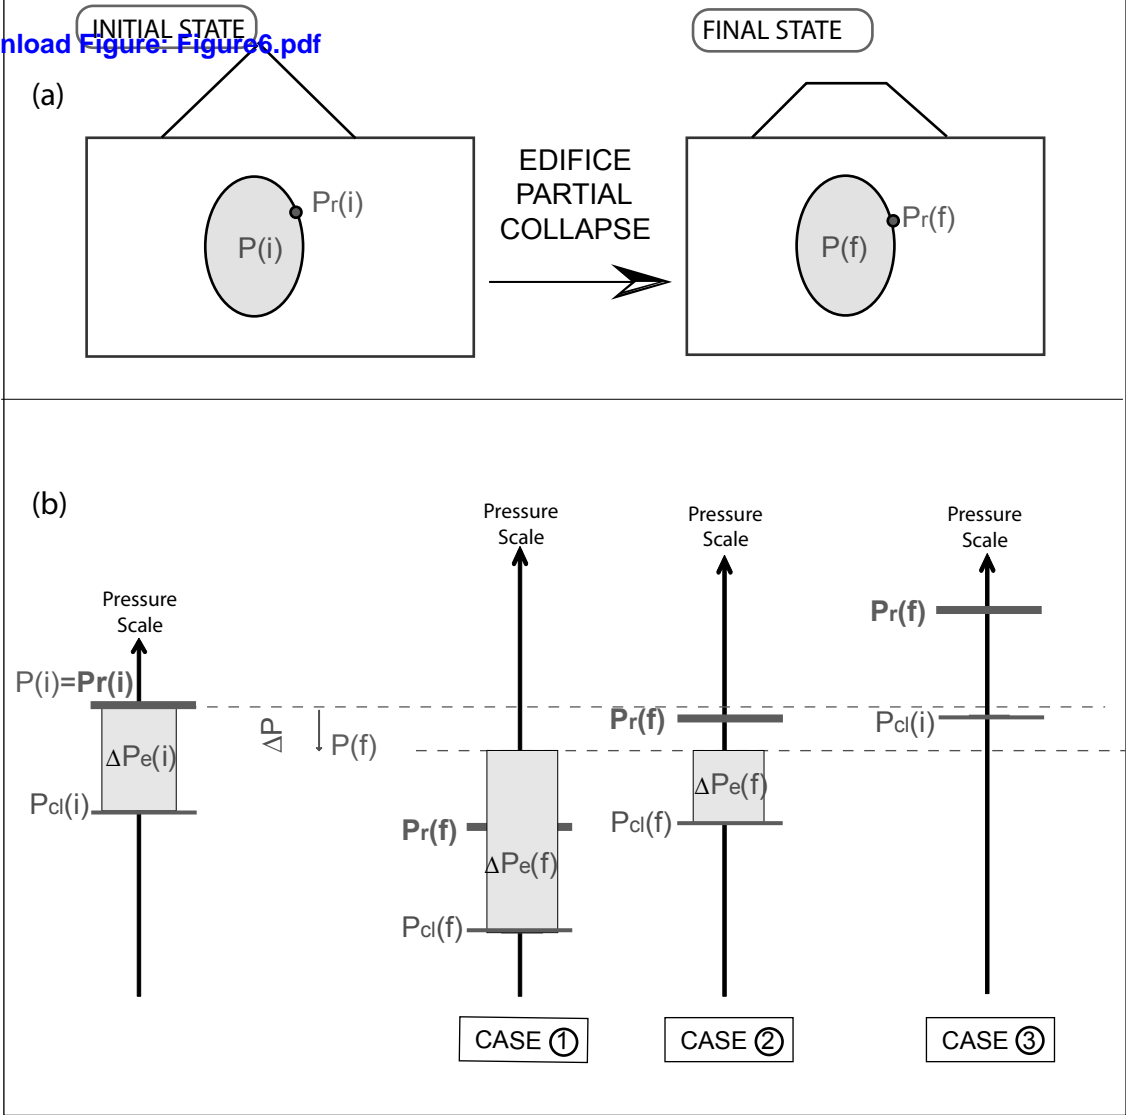 INITIAL STATE
nload Figure: Figure6.pdf
FINAL STATE
(a)
Pr(i)
P(i)
EDIFICE
PARTIAL
COLLAPSE
Pr(f)
P(f)
(b)
Pressure
Scale
P(i)=Pr(i)
ΔPe(i)
Pcl(i)
ΔP
P(f)
Pressure
Scale
Pr(f)
ΔPe(f)
Pcl(f)
CASE 1
Pressure
Scale
Pr(f)
ΔPe(f)
Pcl(f)
CASE 2
Pressure
Scale
Pr(f)
Pcl(i)
CASE 3